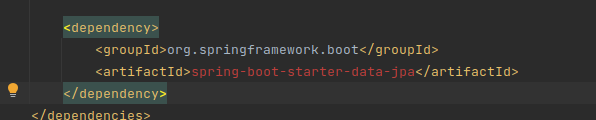 <dependency>
<groupId>org.springframework.boot</groupId>
<artifactId>spring-boot-starter-data-jpa</artifactId>
</dependency>
</dependencies>